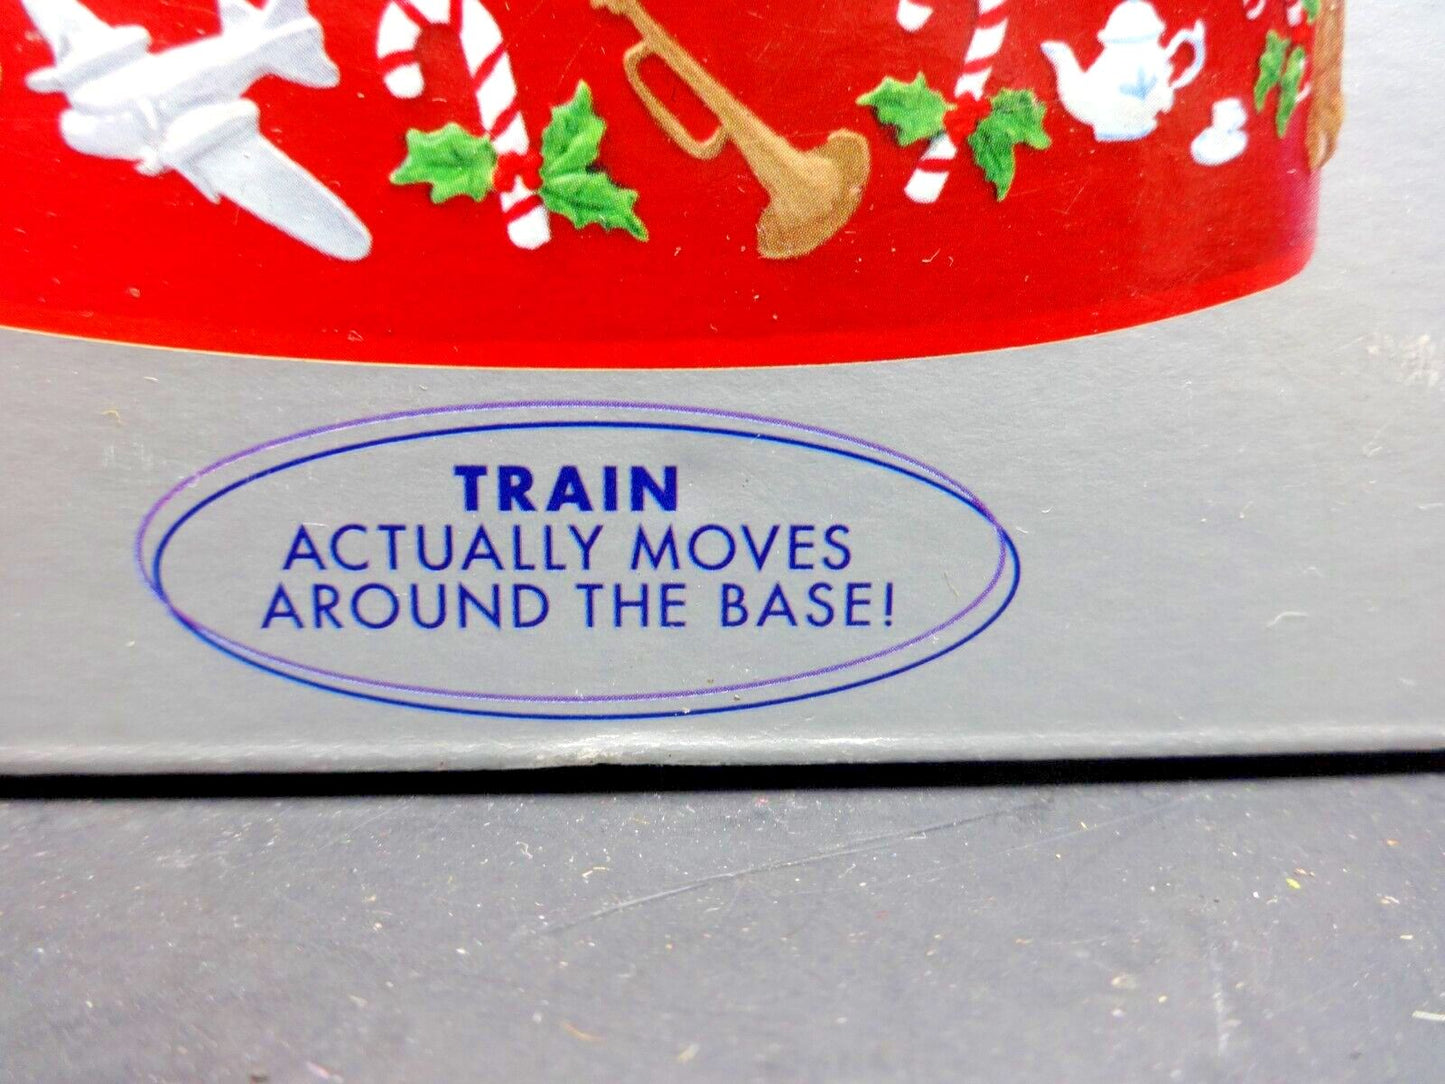 TRAIN
ACTUALLY MOVES
AROUND THE BASE!